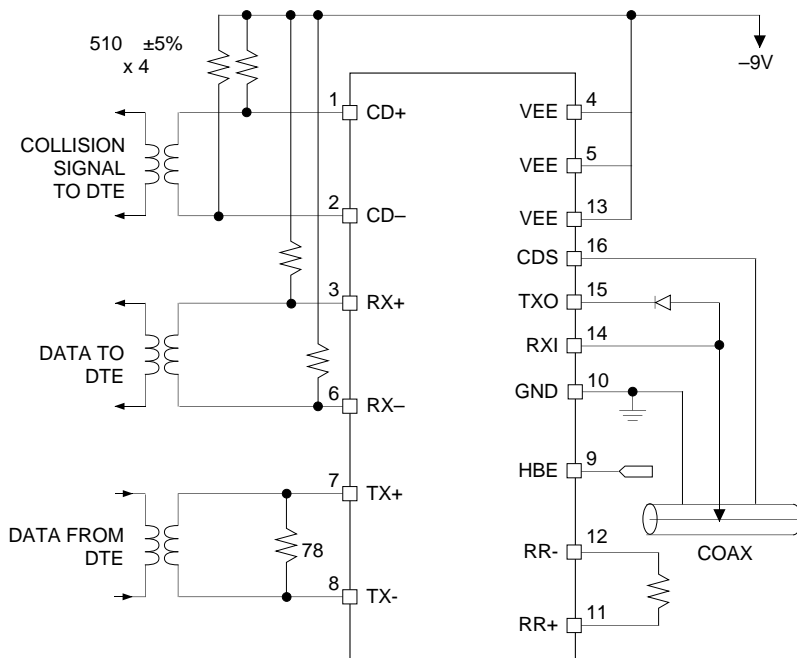 510 ±5%
x 4
–9V
1
CD+
VEE
4
COLLISION
SIGNAL
TO DTE
VEE
5
2
CD–
VEE
13
CDS
16
3
RX+
TXO
15
RXI
14
DATA TO
DTE
6
RX–
GND
10
HBE
9
7
TX+
DATA FROM
DTE
78
RR-
12
COAX
8
TX-
RR+
11